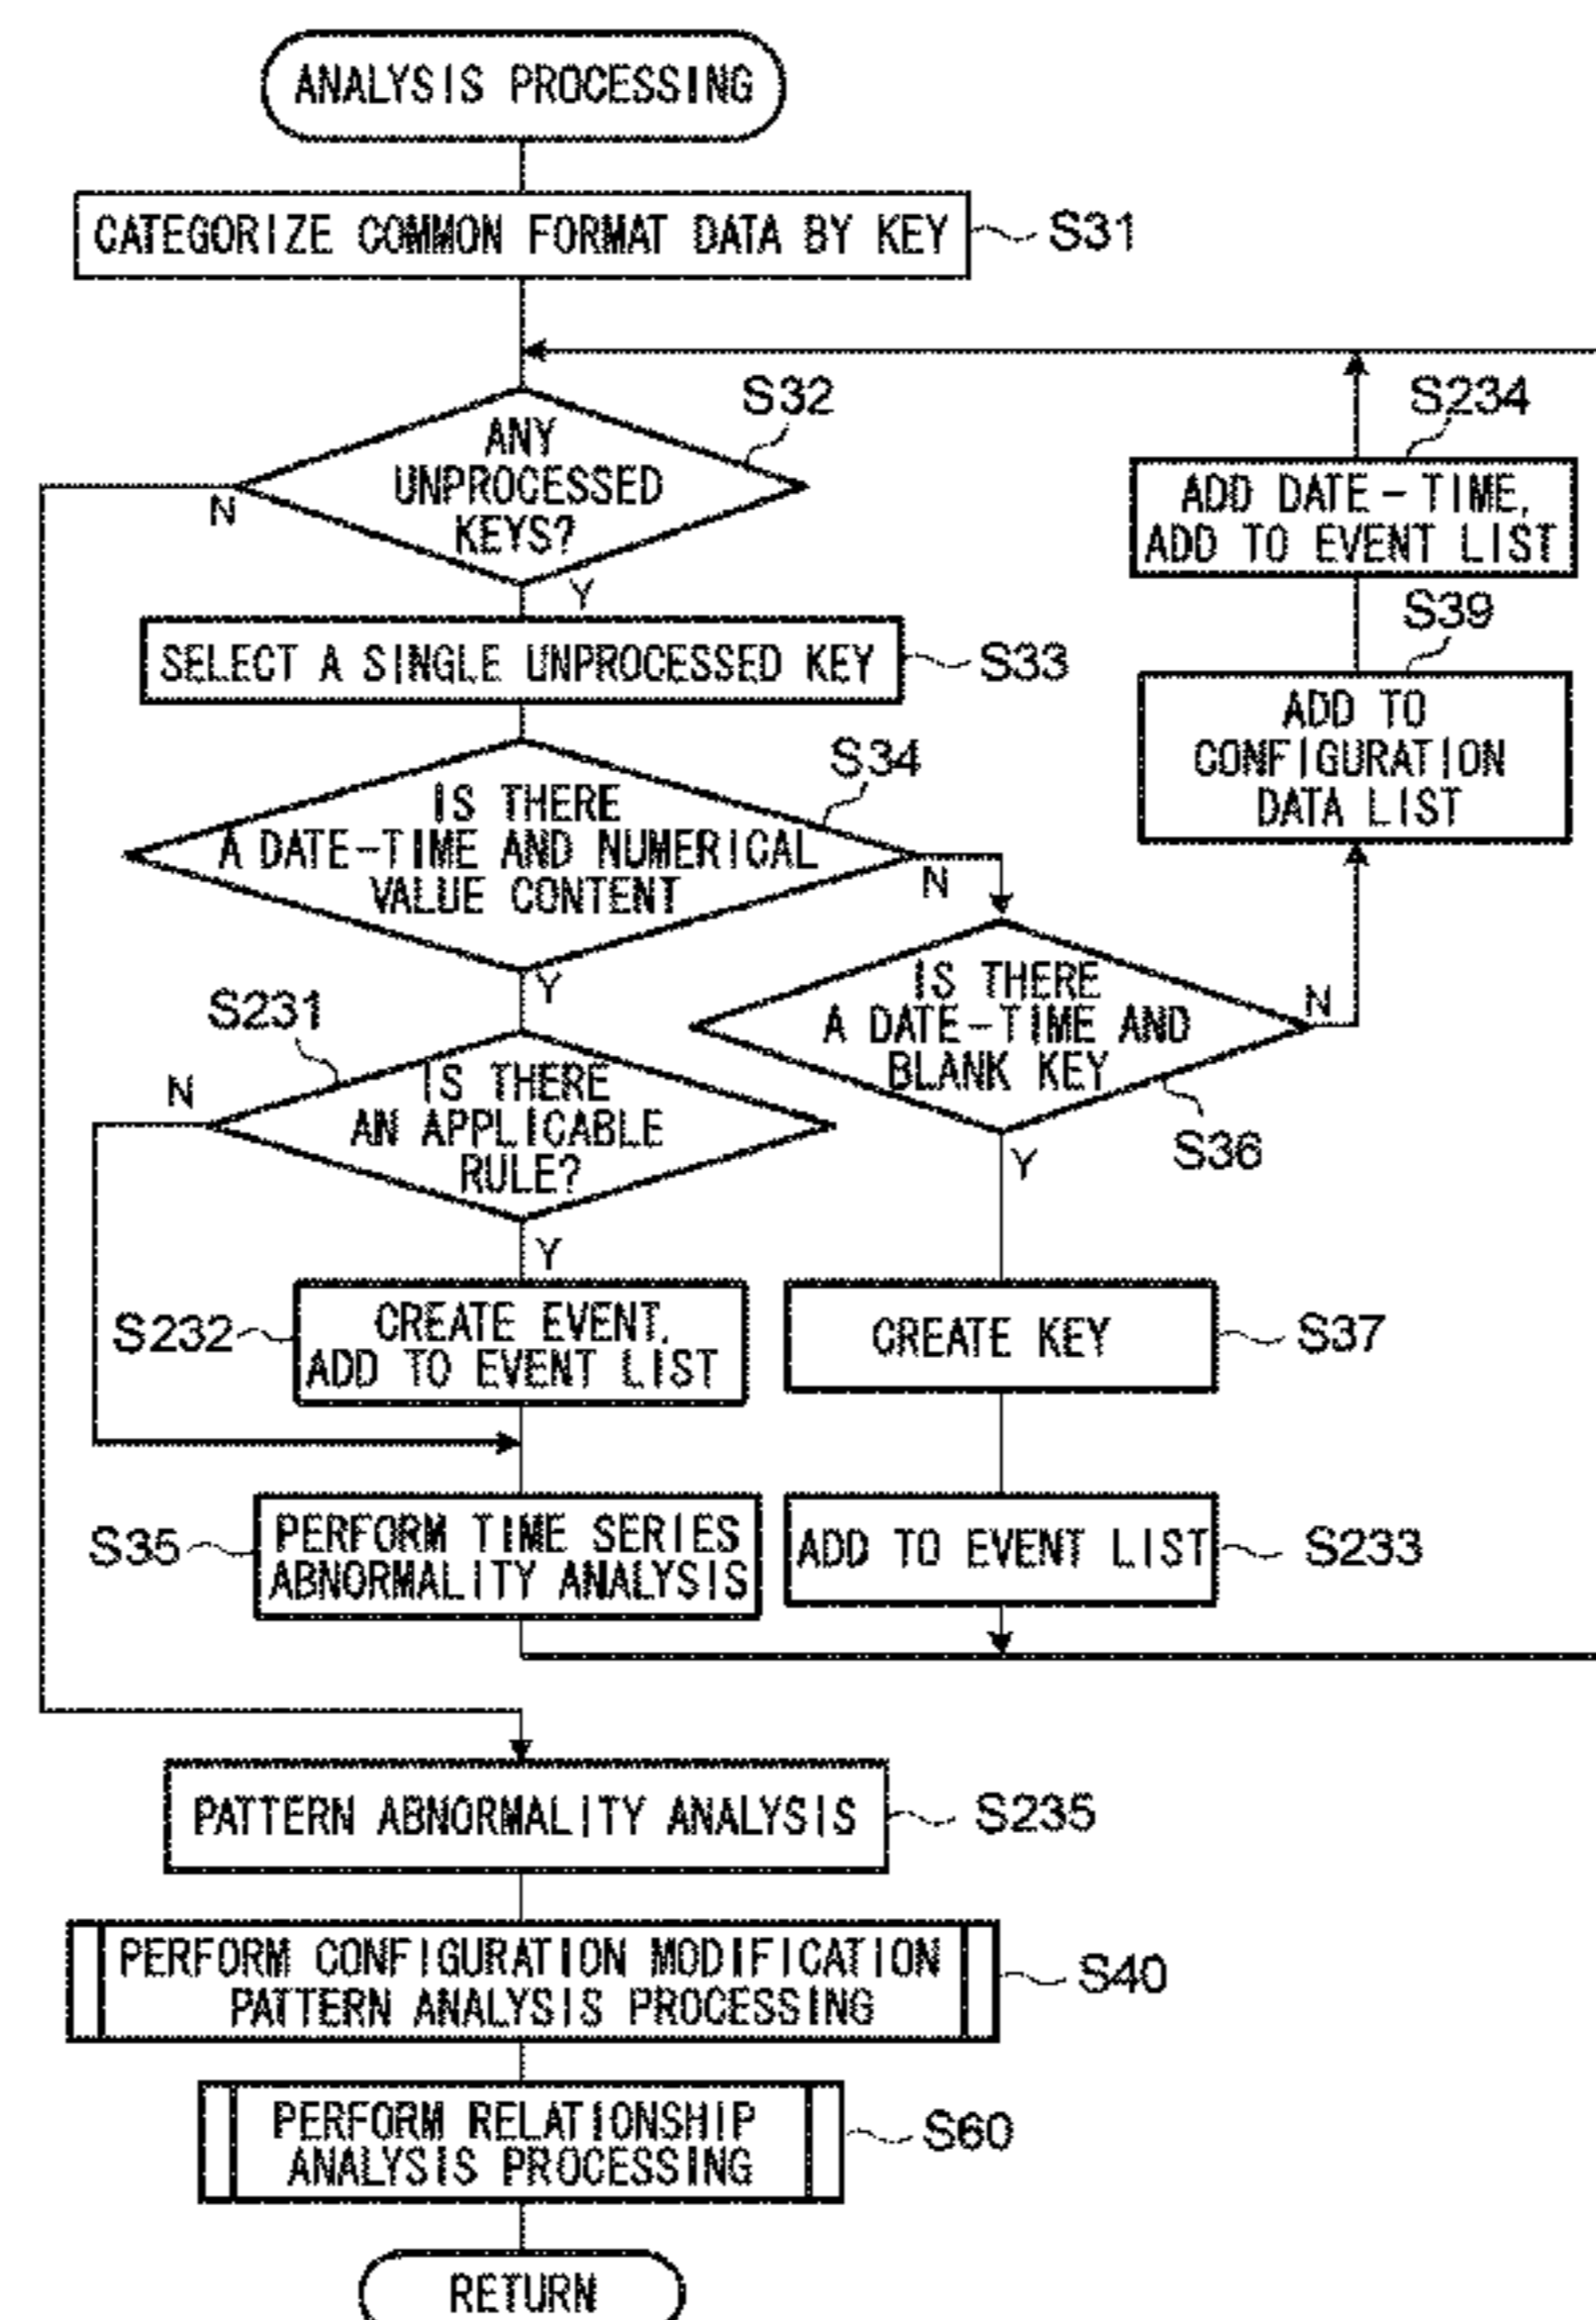 ANALYSIS PROCESSING
CATEGORIZE COMMON FORMAT DATA BY KEY
S31
S32
ANY
UNPROCESSED
KEYS?
N
Y
S234
ADD DATE-TIME,
ADD TO EVENT LIST
S39
ADD TO
CONFIGURATION
DATA LIST
SELECT A SINGLE UNPROCESSED KEY
S33
S34
IS THERE
A DATE-TIME AND NUMERICAL
VALUE CONTENT
N
Y
IS THERE
A DATE-TIME AND
BLANK KEY
N
S36
Y
S231
IS THERE
AN APPLICABLE
RULE?
N
Y
S232
CREATE EVENT,
ADD TO EVENT LIST
CREATE KEY
S37
S35
PERFORM TIME SERIES
ABNORMALITY ANALYSIS
ADD TO EVENT LIST
S233
PATTERN ABNORMALITY ANALYSIS
S235
PERFORM CONFIGURATION MODIFICATION
PATTERN ANALYSIS PROCESSING
S40
PERFORM RELATIONSHIP
ANALYSIS PROCESSING
S60
RETURN